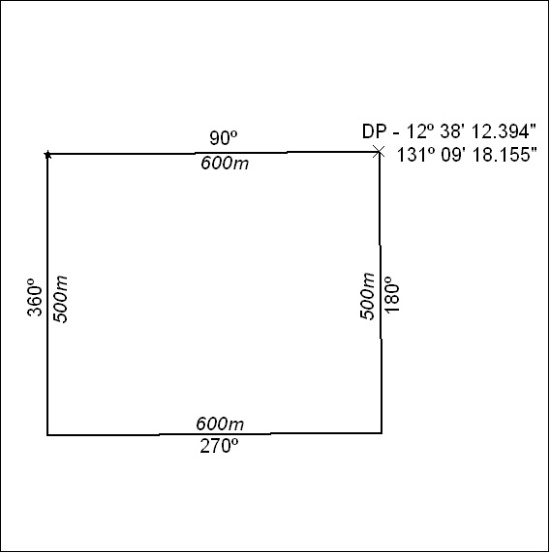 90º
600m
DP - 12º 38' 12.394"
131º 09' 18.155"
360º
500m
500m
180º
600m
270º